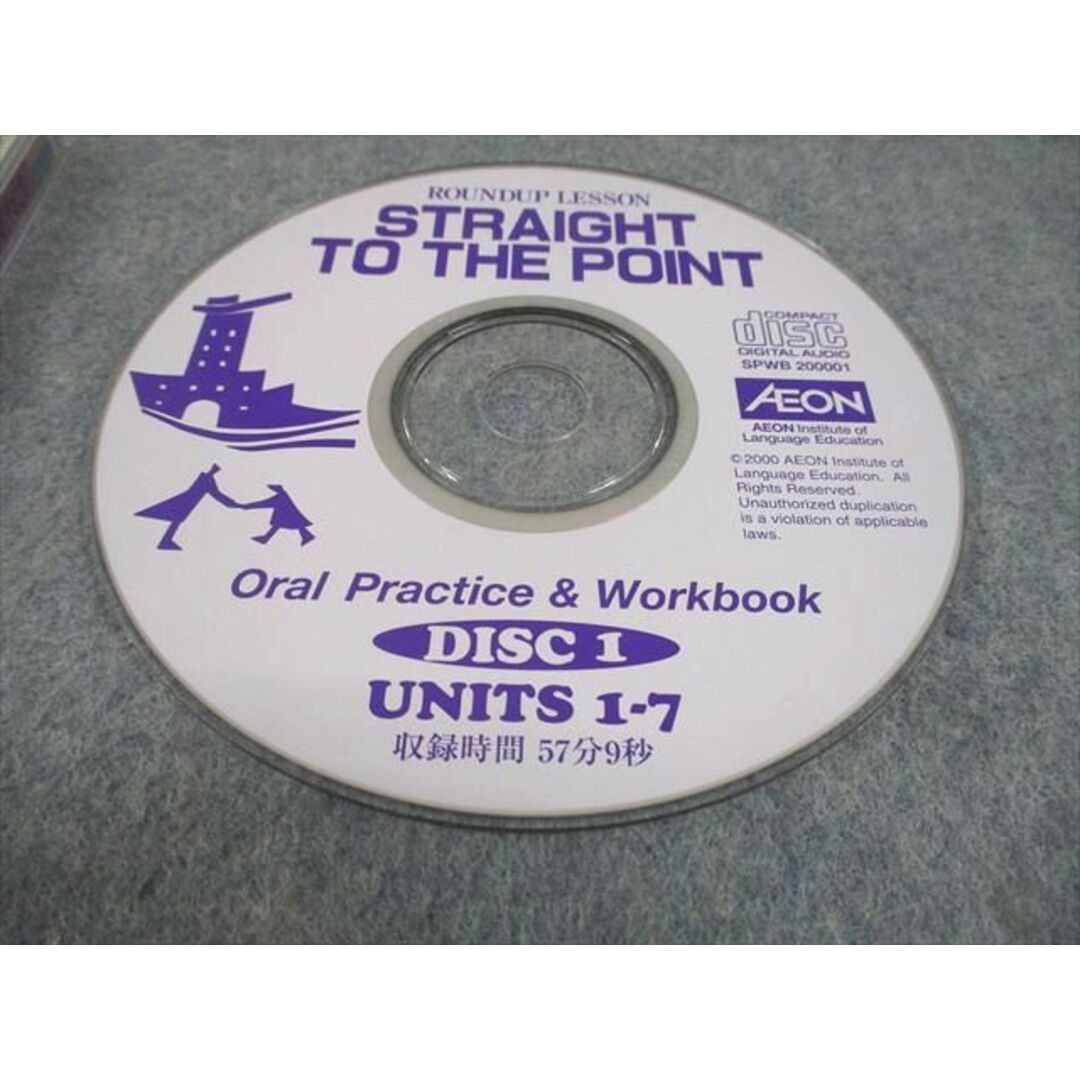 ROUNDUP LESSON
STRAIGHT
TO THE POINT
COMPACT
disc
DIGITAL AUDIO
SPWB 200001
ÆON
AEON Institute of
Language Education
©2000 AEON Institute of
Language Education. All
Rights Reserved.
Unauthorized duplication
is a violation of applicable
laws.
Oral Practice & Workbook
DISC 1
UNITS 1-7
収録時間 57分9秒